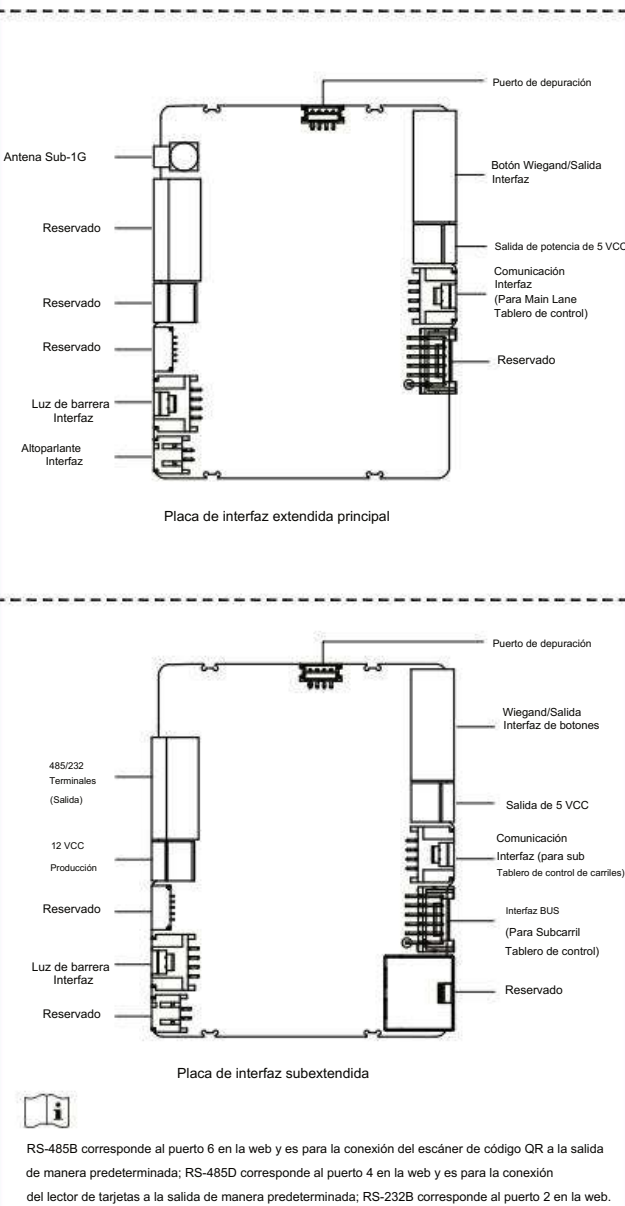 Puerto de depuración
Antena Sub-1G
Botón Wiegand/Salida
Interfaz
Reservado
Salida de potencia de 5 VCC
Comunicación
Interfaz
(Para Main Lane
Tablero de control)
Reservado
Reservado
Reservado
Luz de barrera
Interfaz
Altoparlante
Interfaz
Placa de interfaz extendida principal
Puerto de depuración
Wiegand/Salida
Interfaz de botones
485/232
Terminales
(Salida)
Salida de 5 VCC
12 VCC
Producción
Comunicación
Interfaz (para sub
Tablero de control de carriles)
Reservado
Interfaz BUS
(Para Subcarril
Tablero de control)
Luz de barrera
Interfaz
Reservado
Reservado
Placa de interfaz subextendida
i
RS-485B corresponde al puerto 6 en la web y es para la conexión del escáner de código QR a la salida
de manera predeterminada; RS-485D corresponde al puerto 4 en la web y es para la conexión
del lector de tarjetas a la salida de manera predeterminada; RS-232B corresponde al puerto 2 en la web.